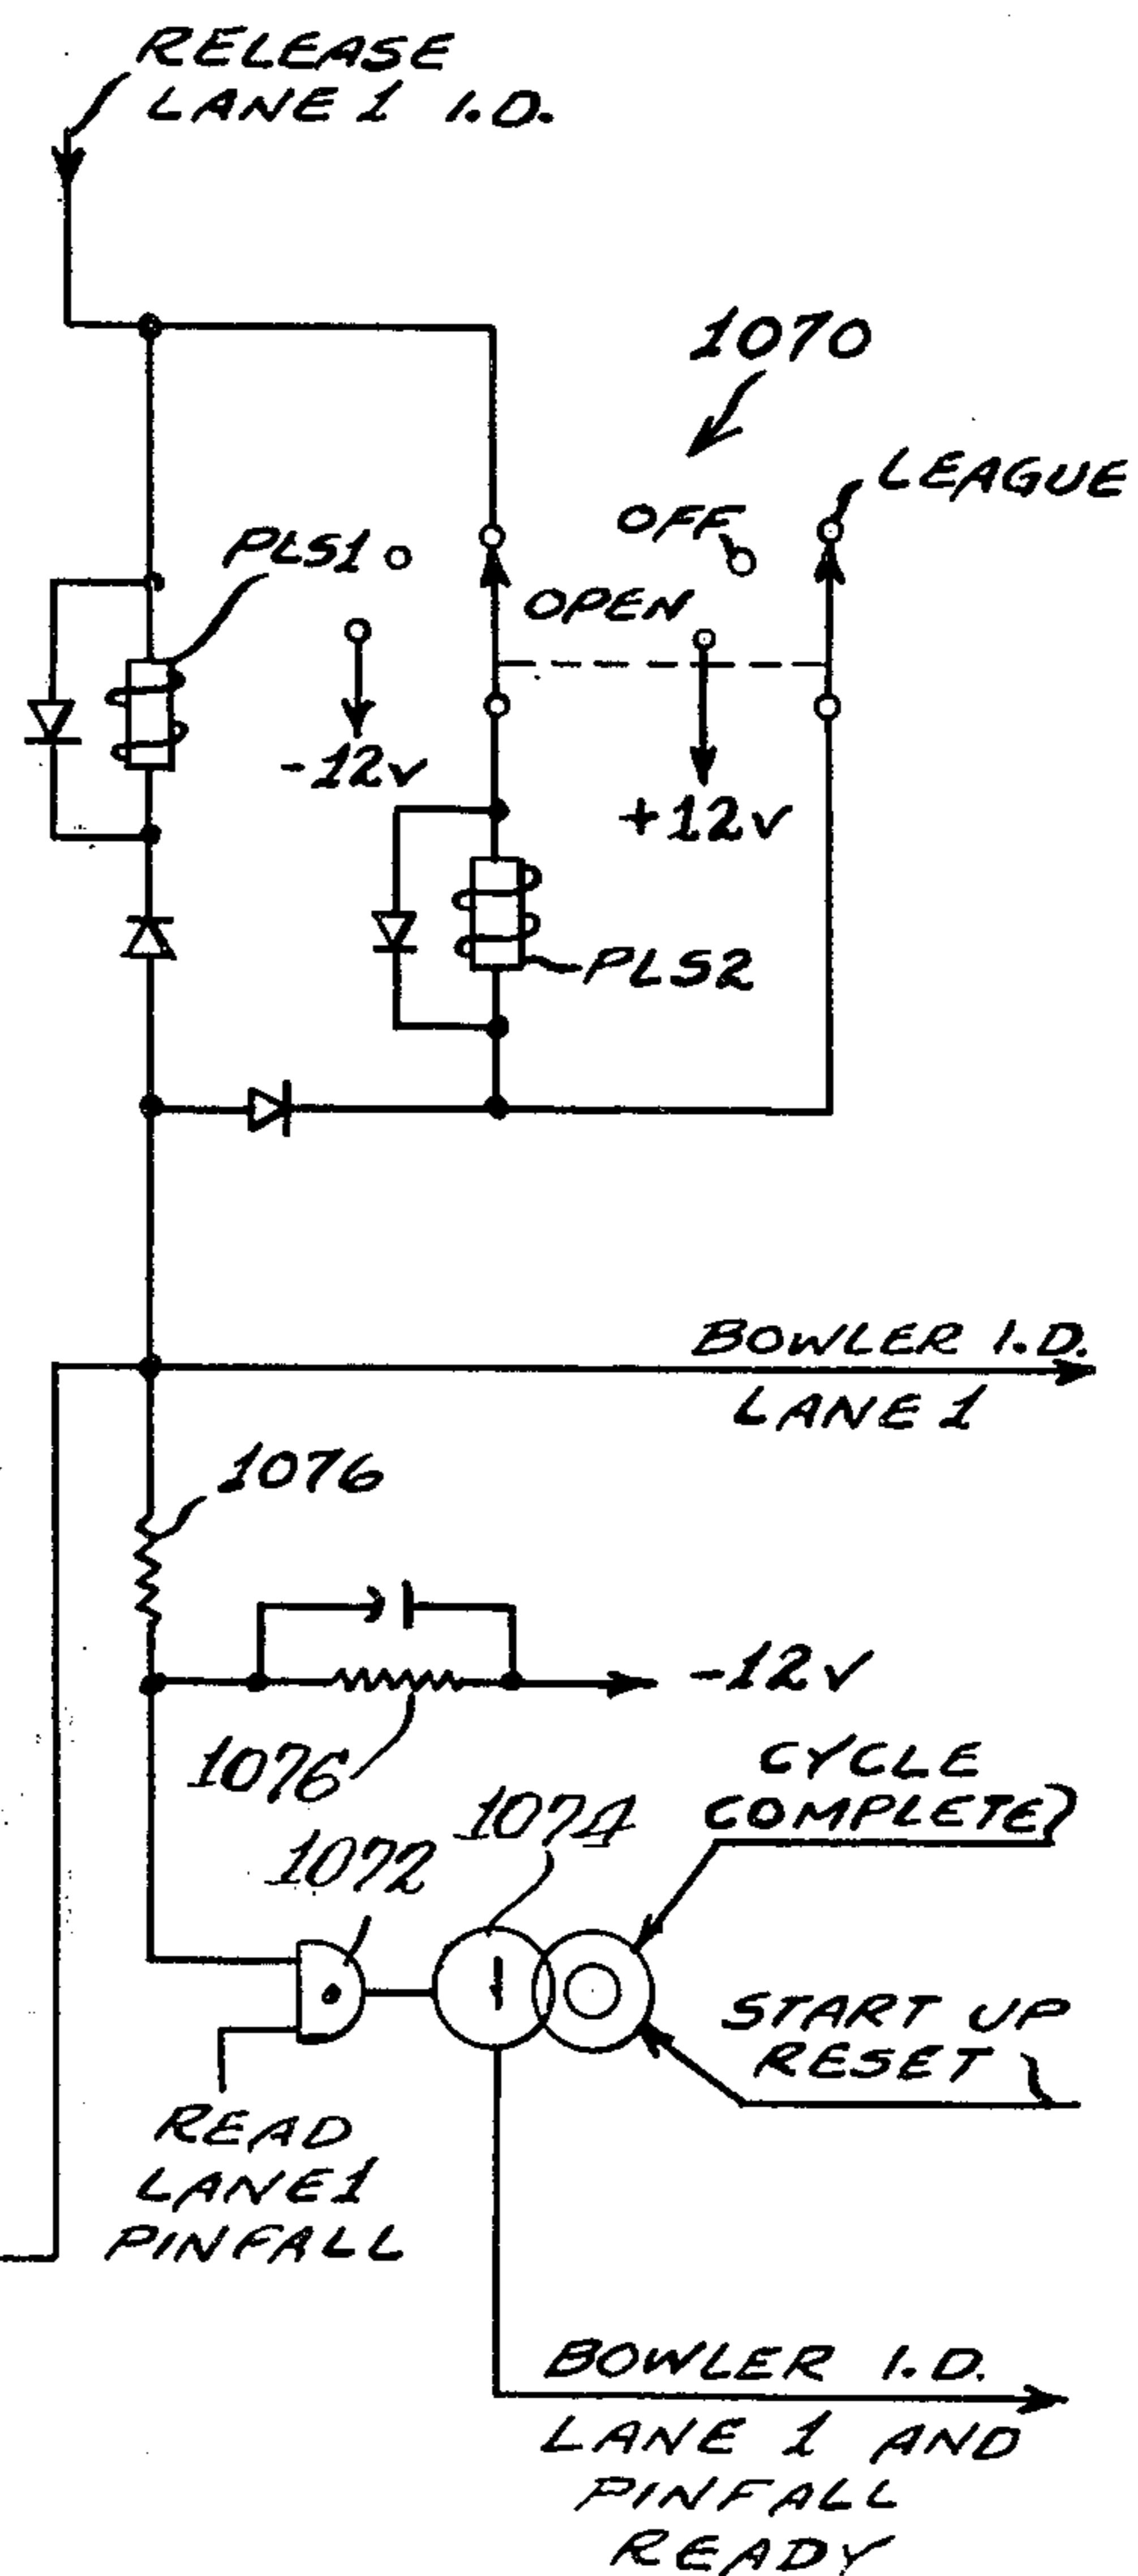 RELEASE
LANE 1 I.D.
1070
LEAGUE
OFF
PLS1
OPEN
-12v
+12v
PLS2
BOWLER I.D.
LANE 1
1076
-12v
1076
CYCLE
COMPLETE
1074
1072
START UP
RESET
READ
LANE 1
PINFALL
BOWLER I.D.
LANE 1 AND
PINFALL
READY